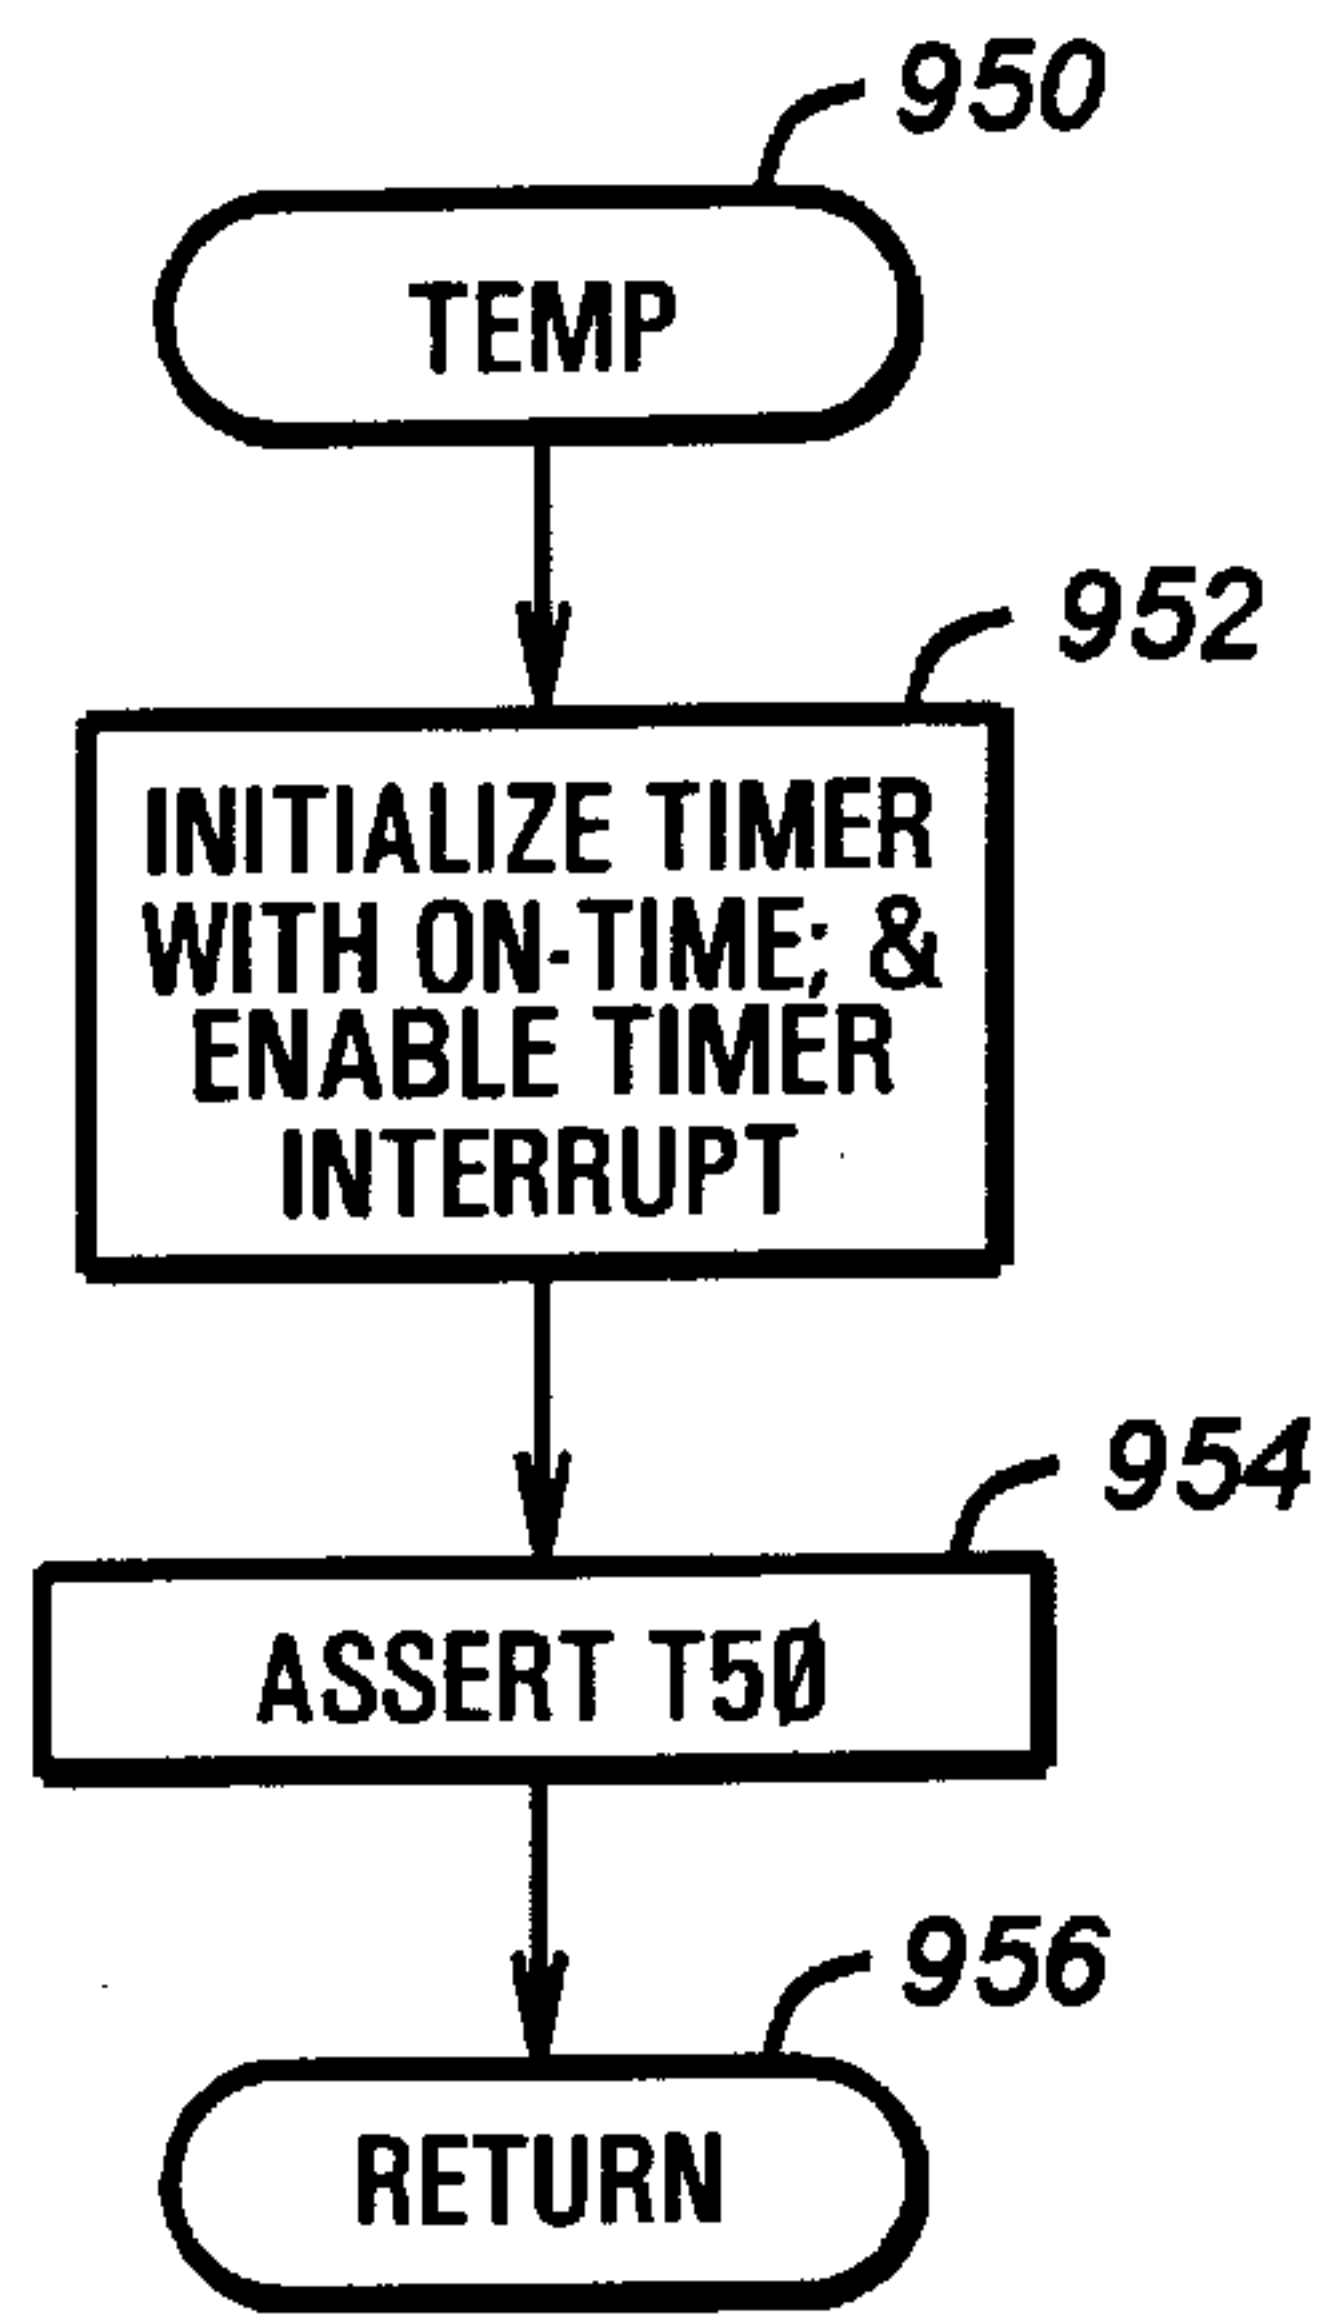 950
TEMP
952
INITIALIZE TIMER
WITH ON-TIME; &
ENABLE TIMER
INTERRUPT
954
ASSERT T5Ø
956
RETURN